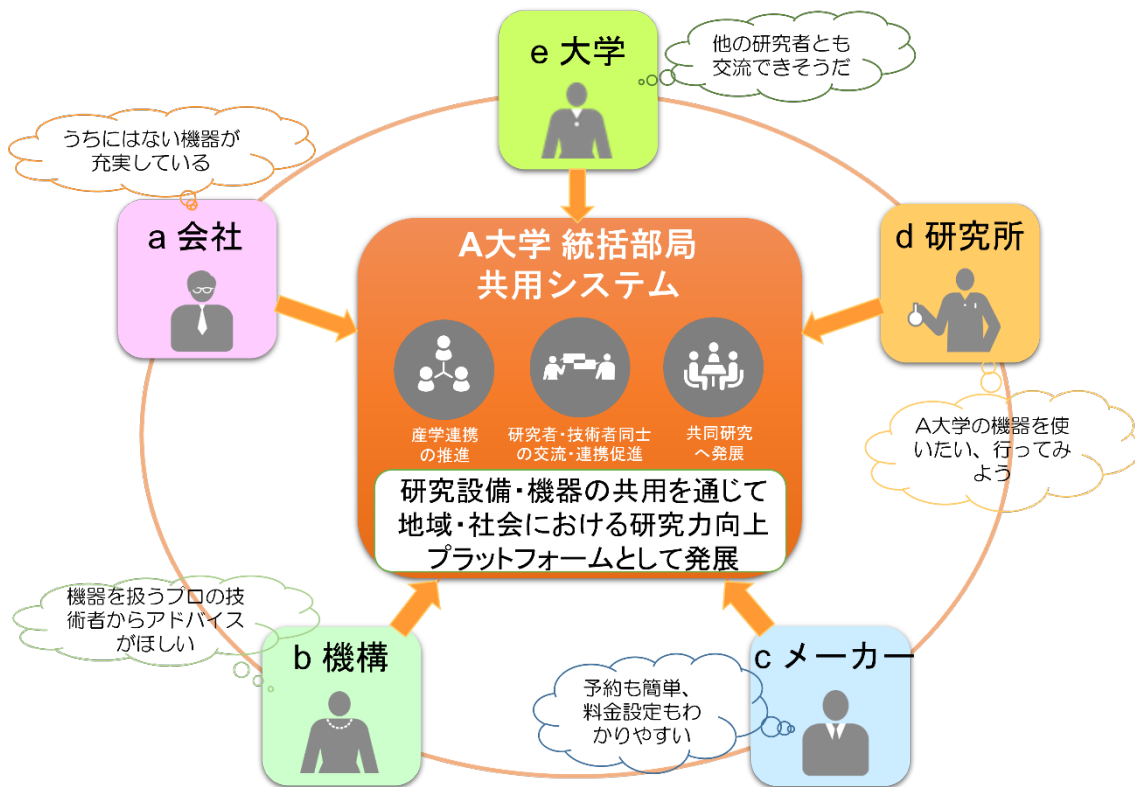 e 大学
他の研究者とも
交流できそうだ
うちにはない機器が
充実している
a 会社
A大学 統括部局
共用システム
d 研究所
産学連携
の推進
研究者・技術者同士
の交流・連携促進
共同研究
へ発展
A大学の機器を使
いたい、行ってみ
よう
研究設備・機器の共用を通じて
地域・社会における研究力向上
プラットフォームとして発展
機器を扱うプロの技
術者からアドバイス
がほしい
b 機構
c メーカー
予約も簡単、
料金設定もわ
かりやすい